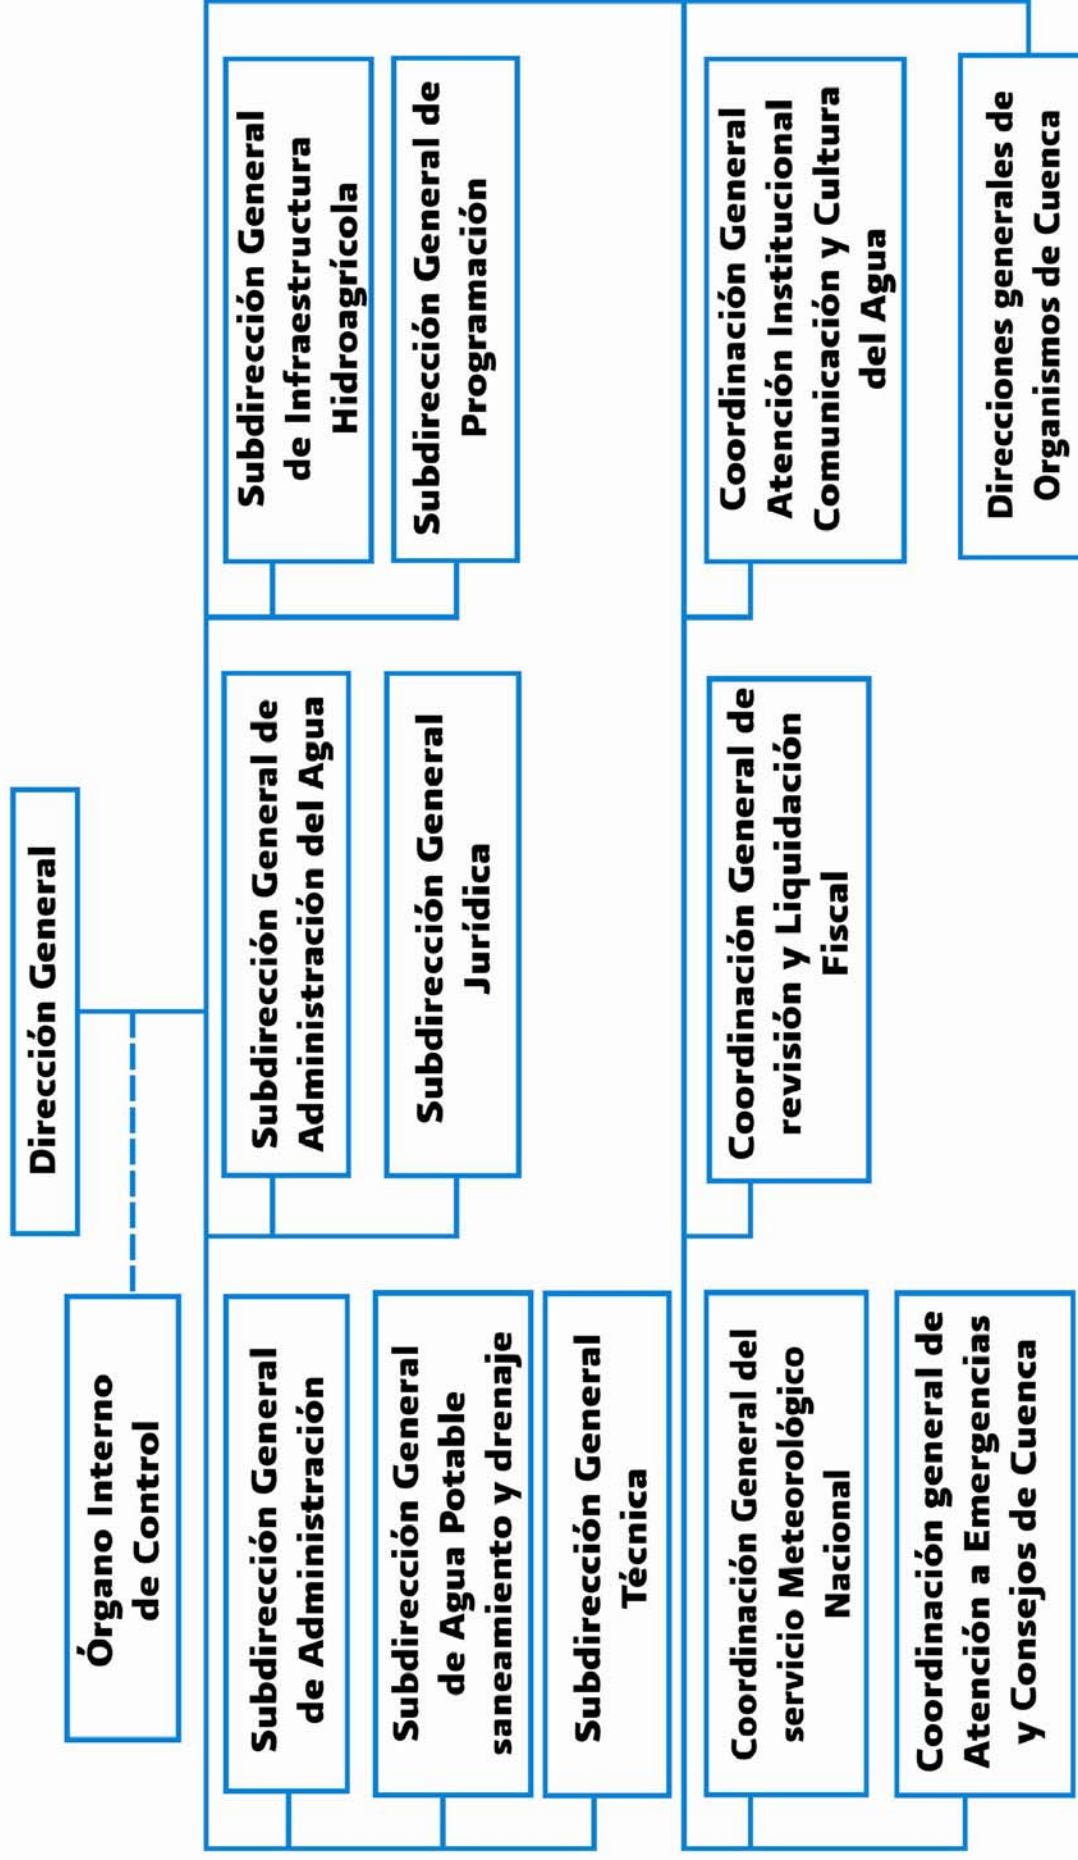 Dirección General
Órgano Interno
de Control
Subdirección General
de Administración
Subdirección General de
Administración del Agua
Subdirección General
de Infraestructura
Hidroagrícola
Subdirección General
de Agua Potable
saneamiento y drenaje
Subdirección General
Jurídica
Subdirección General de
Programación
Subdirección General
Técnica
Coordinación General del
servicio Meteorológico
Nacional
Coordinación General de
revisión y Liquidación
Fiscal
Coordinación General
Atención Institucional
Comunicación y Cultura
del Agua
Coordinación general de
Atención a Emergencias
y Consejos de Cuenca
Direcciones generales de
Organismos de Cuenca